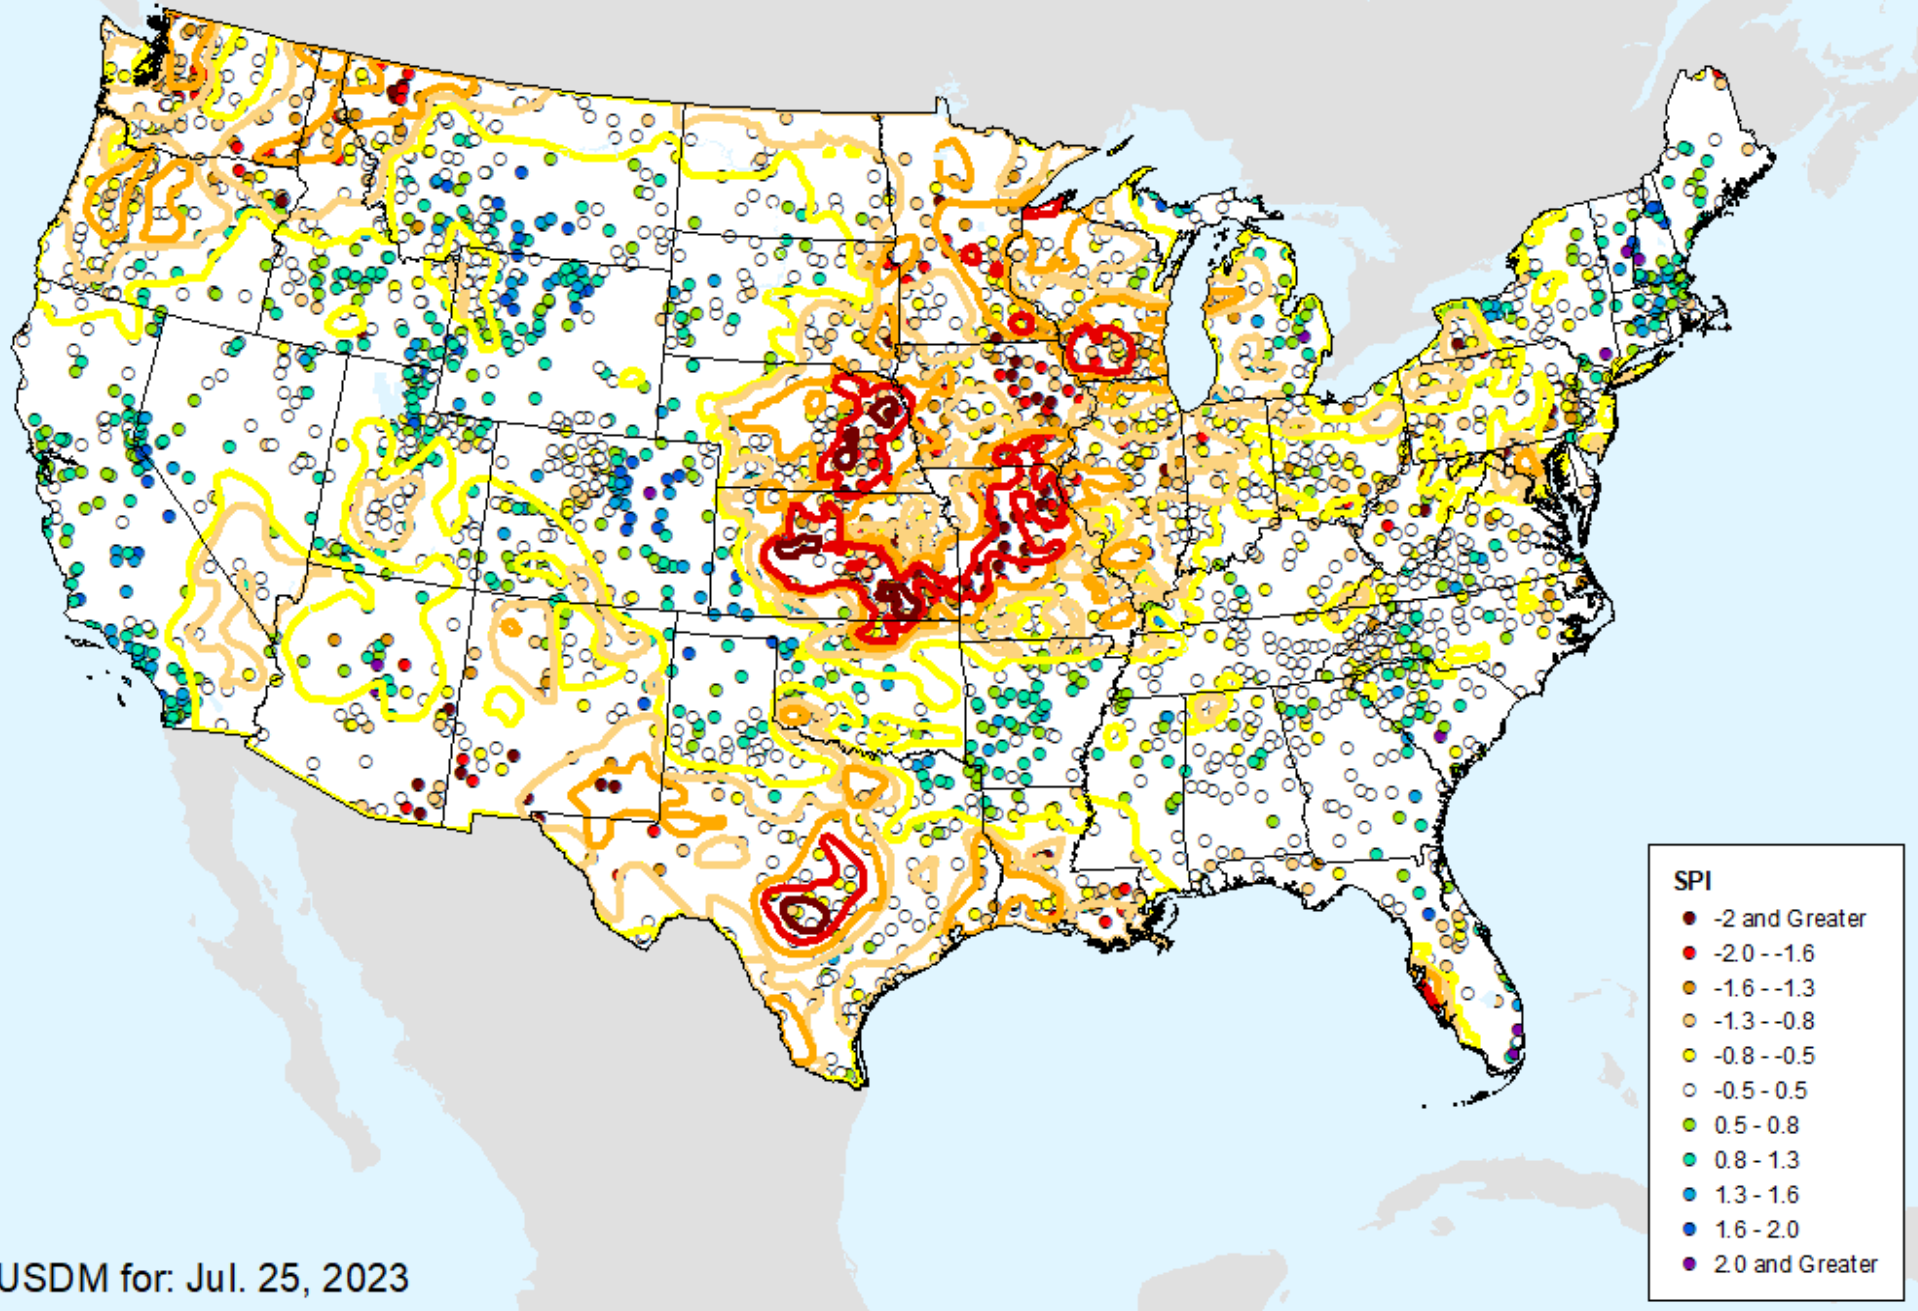 SPI
-2 and Greater
-2.0 - -1.6
-1.6 - -1.3
-1.3 - -0.8
-0.8 - -0.5
-0.5 - 0.5
0.5 - 0.8
0.8 - 1.3
1.3 - 1.6
1.6 - 2.0
2.0 and Greater
USDM for: Jul. 25, 2023